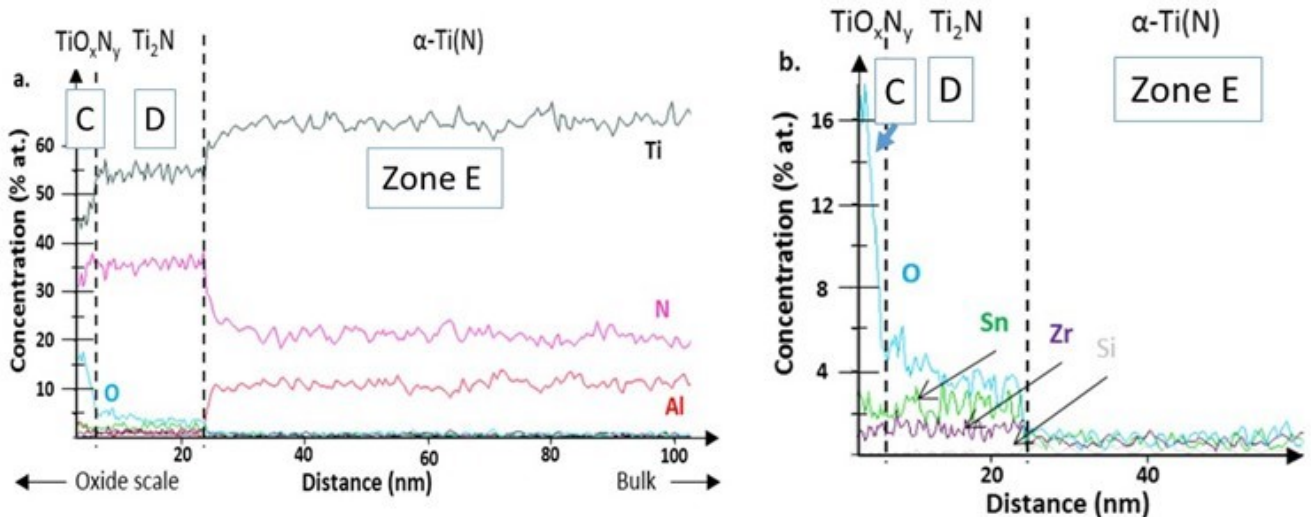 TiOₓNᵧ Ti₂N α-Ti(N)
a.
C D
Zone E
Concentration (% at.)
60
50
40
30
20
10
Ti
N
O
Al
20 40 60 80 100
Oxide scale Distance (nm) Bulk
TiOₓNᵧ Ti₂N α-Ti(N)
b.
C D Zone E
Concentration (% at.)
16
12
8
4
O
Sn
Zr
Si
20 40
Distance (nm)